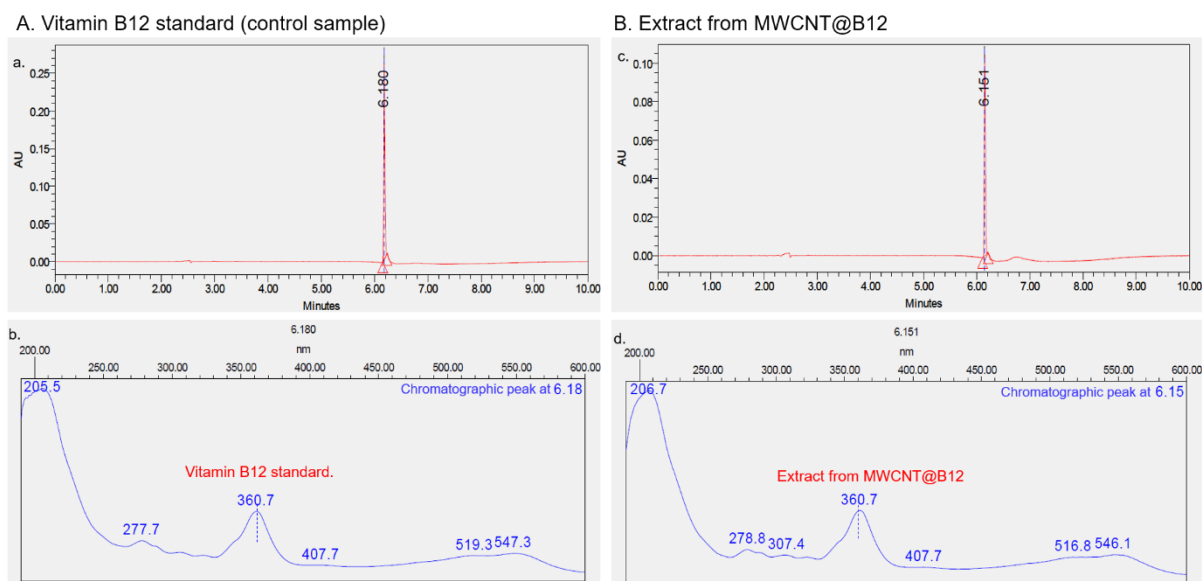 A. Vitamin B12 standard (control sample)
a.
6.180
AU
0.25
0.20
0.15
0.10
0.05
0.00
0.00 1.00 2.00 3.00 4.00 5.00 6.00 7.00 8.00 9.00 10.00
Minutes
b.
6.180
nm
200.00 250.00 300.00 350.00 400.00 450.00 500.00 550.00 600.00
205.5
Chromatographic peak at 6.18
Vitamin B12 standard.
360.7
277.7
407.7
519.3 547.3
B. Extract from MWCNT@B12
c.
6.151
AU
0.10
0.08
0.06
0.04
0.02
0.00
0.00 1.00 2.00 3.00 4.00 5.00 6.00 7.00 8.00 9.00 10.00
Minutes
d.
6.151
nm
200.00 250.00 300.00 350.00 400.00 450.00 500.00 550.00 600.00
206.7
Chromatographic peak at 6.15
Extract from MWCNT@B12
360.7
278.8 307.4
407.7
516.8 546.1